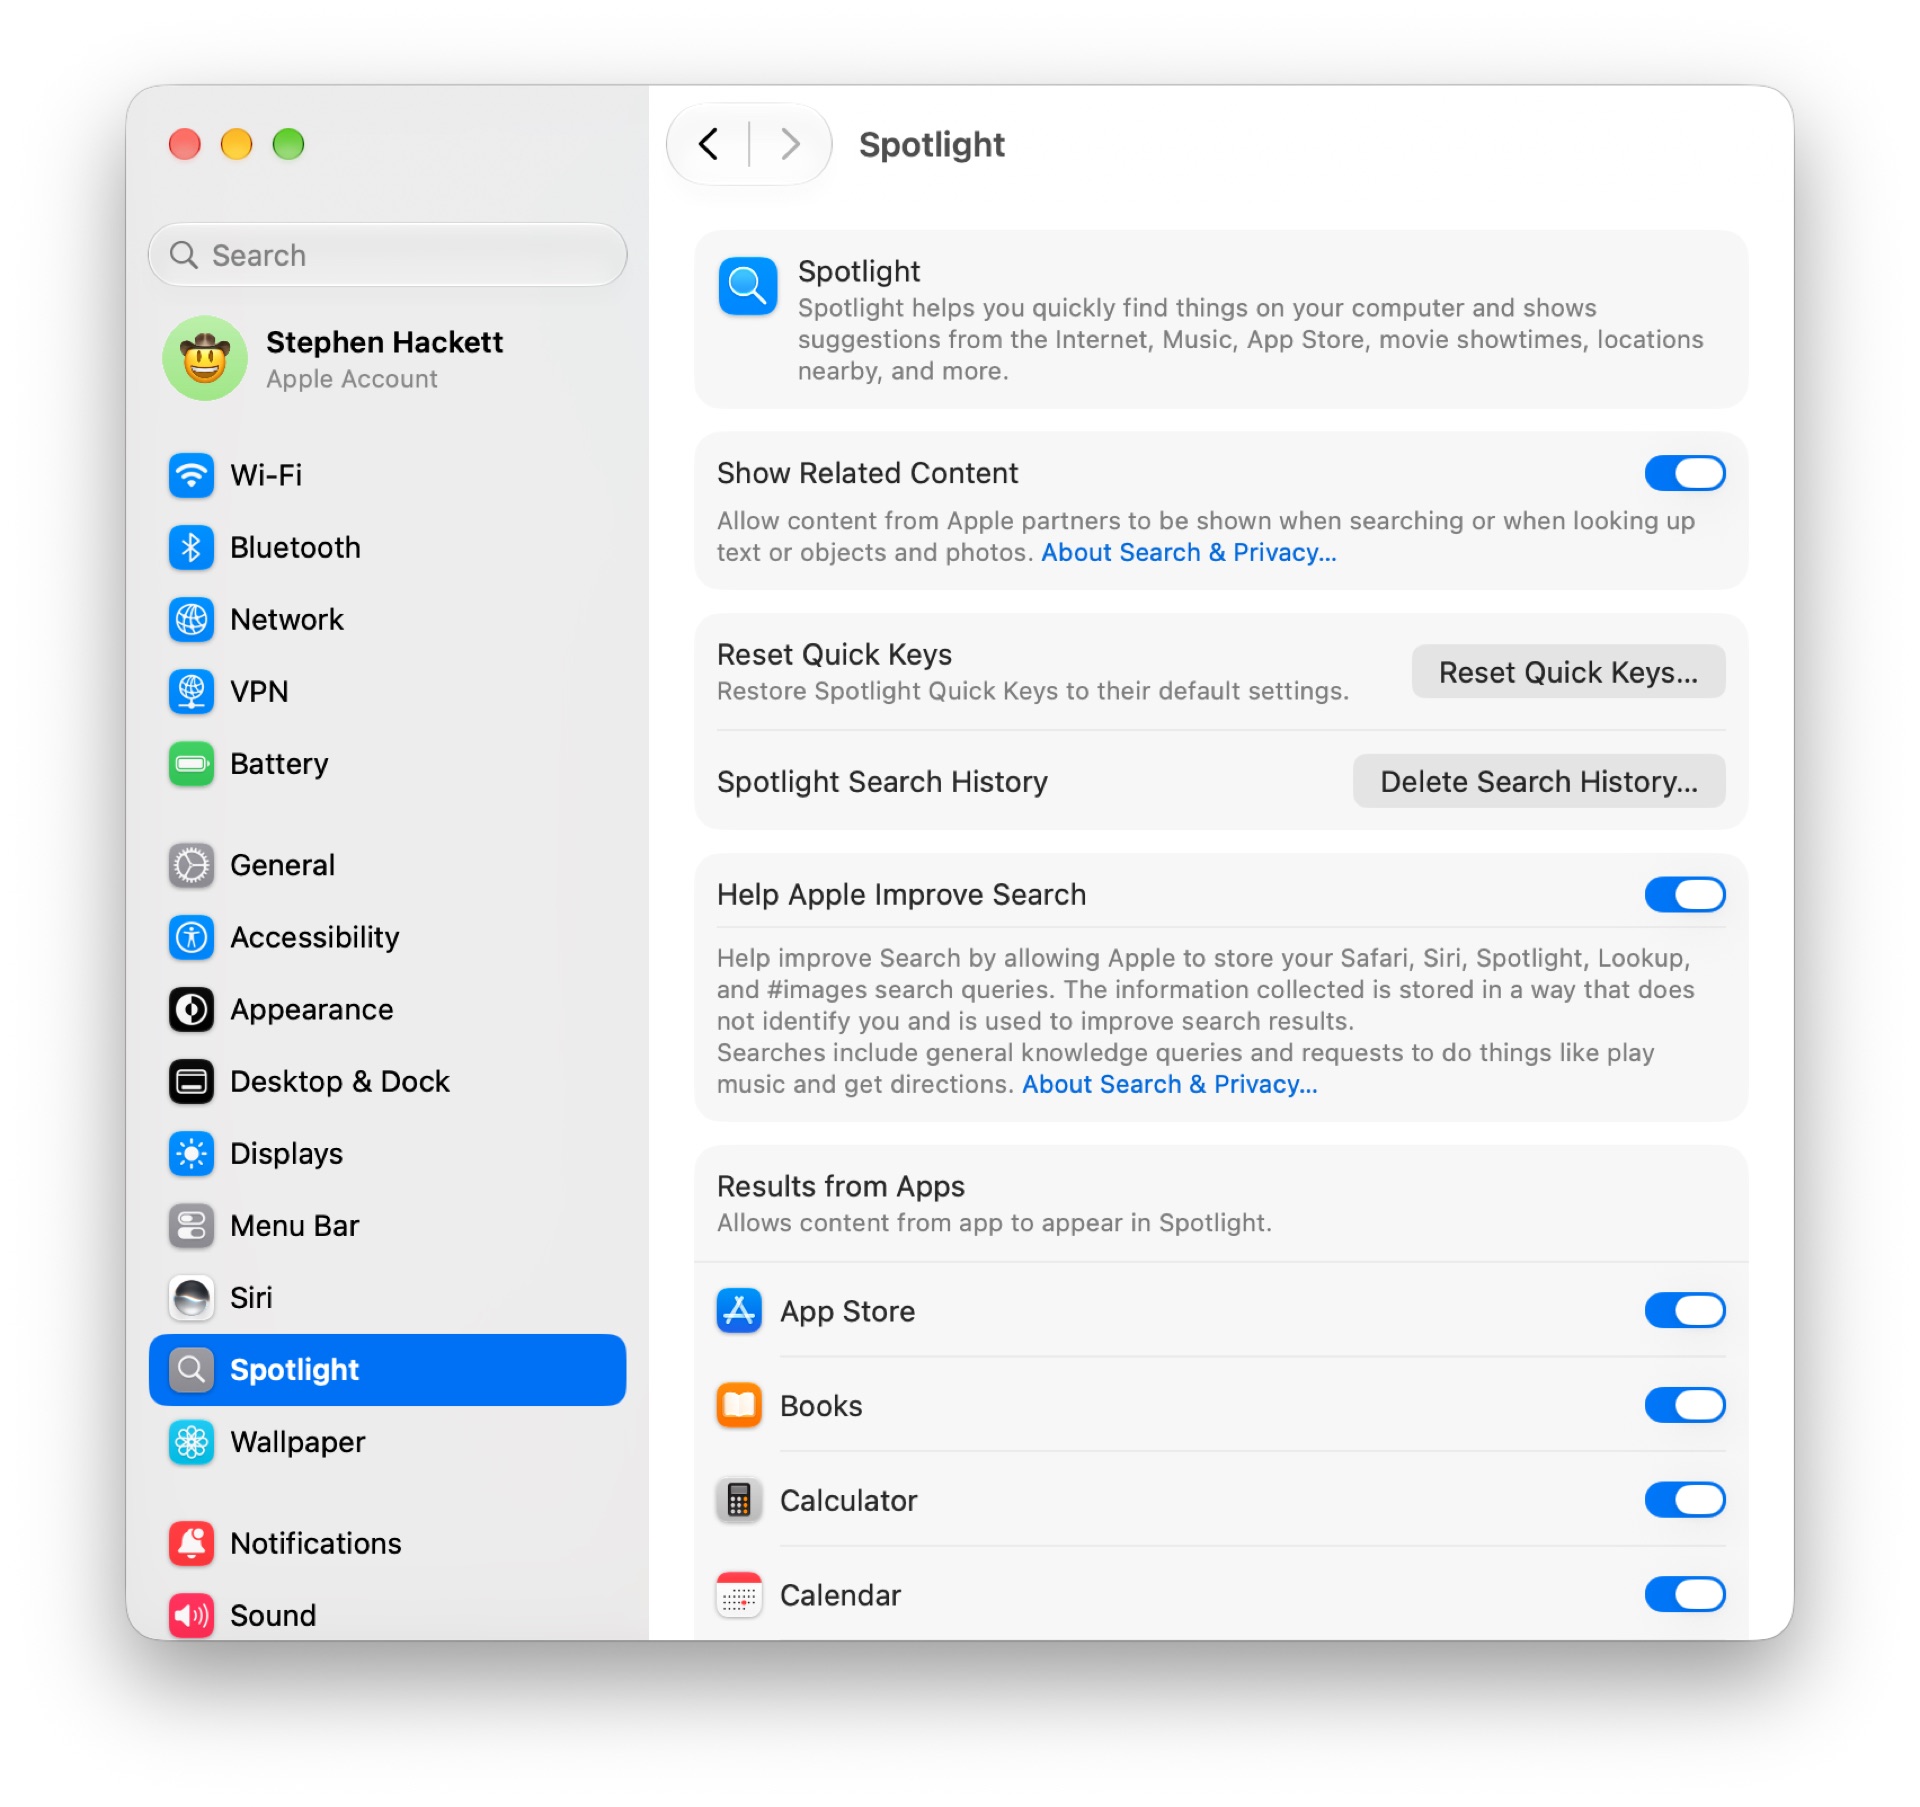 Search
Stephen Hackett
Apple Account
Wi-Fi
Bluetooth
Network
VPN
Battery
General
Accessibility
Appearance
Desktop & Dock
Displays
Menu Bar
Siri
Spotlight
Wallpaper
Notifications
Sound
Spotlight
Spotlight
Spotlight helps you quickly find things on your computer and shows
suggestions from the Internet, Music, App Store, movie showtimes, locations
nearby, and more.
Show Related Content
Allow content from Apple partners to be shown when searching or when looking up
text or objects and photos. About Search & Privacy...
Reset Quick Keys
Restore Spotlight Quick Keys to their default settings.
Reset Quick Keys...
Spotlight Search History
Delete Search History...
Help Apple Improve Search
Help improve Search by allowing Apple to store your Safari, Siri, Spotlight, Lookup,
and #images search queries. The information collected is stored in a way that does
not identify you and is used to improve search results.
Searches include general knowledge queries and requests to do things like play
music and get directions. About Search & Privacy...
Results from Apps
Allows content from app to appear in Spotlight.
App Store
Books
Calculator
Calendar